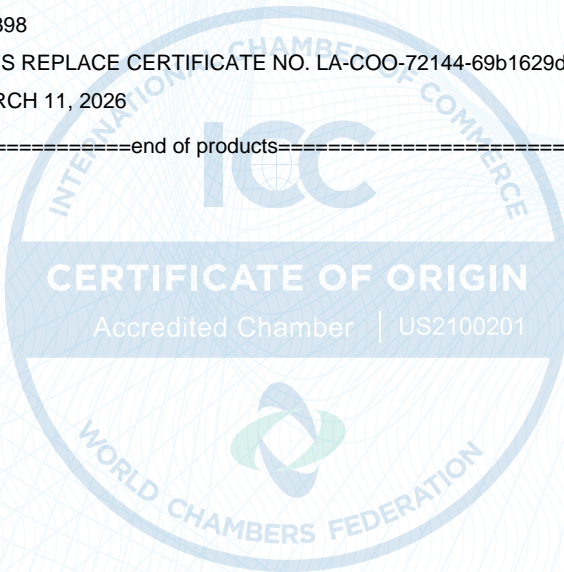 398
S REPLACE CERTIFICATE NO. LA-COO-72144-69b1629d
RCH 11, 2026
===========end of products=======================
INTERNATIONAL CHAMBER OF COMMERCE
ICC
CERTIFICATE OF ORIGIN
Accredited Chamber | US2100201
WORLD CHAMBERS FEDERATION